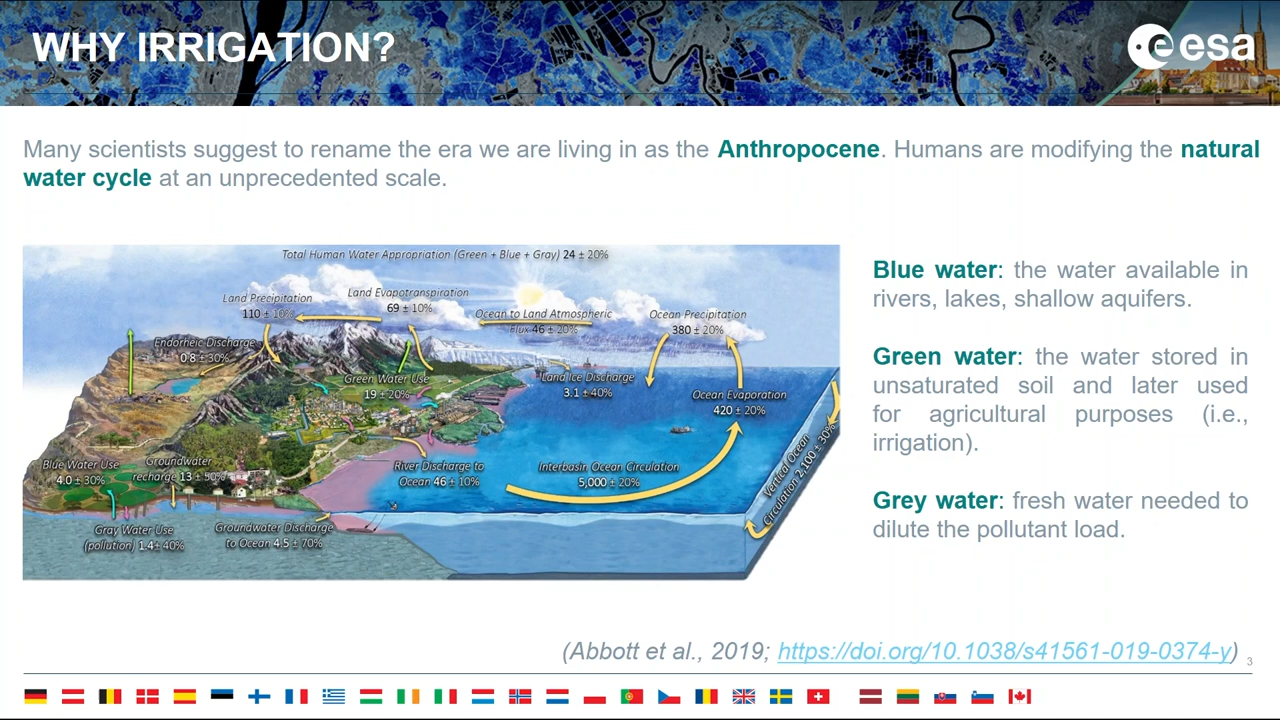 WHY IRRIGATION?
esa
Many scientists suggest to rename the era we are living in as the Anthropocene. Humans are modifying the natural
water cycle at an unprecedented scale.
Total Human Water Appropriation (Green + Blue + Gray) 24 ± 20%
Land Precipitation
110 ± 10%
Land Evapotranspiration
69 ± 10%
Ocean to Land Atmospheric
Flux 46 ± 20%
Ocean Precipitation
380 ± 20%
Endorheic Discharge
0.8 ± 30%
Green Water Use
19 ± 20%
Land Ice Discharge
3.1 ± 40%
Ocean Evaporation
420 ± 20%
Blue Water Use
4.0 ± 30%
Groundwater
recharge 13 ± 50%
River Discharge to
Ocean 46 ± 10%
Interbasin Ocean Circulation
5,000 ± 20%
Vertical Ocean
Circulation 2,100 ± 30%
Gray Water Use
(pollution) 1.4± 40%
Groundwater Discharge
to Ocean 4.5 ± 70%
Blue water: the water available in
rivers, lakes, shallow aquifers.
Green water: the water stored in
unsaturated soil and later used
for agricultural purposes (i.e.,
irrigation).
Grey water: fresh water needed to
dilute the pollutant load.
(Abbott et al., 2019; https://doi.org/10.1038/s41561-019-0374-y)
3